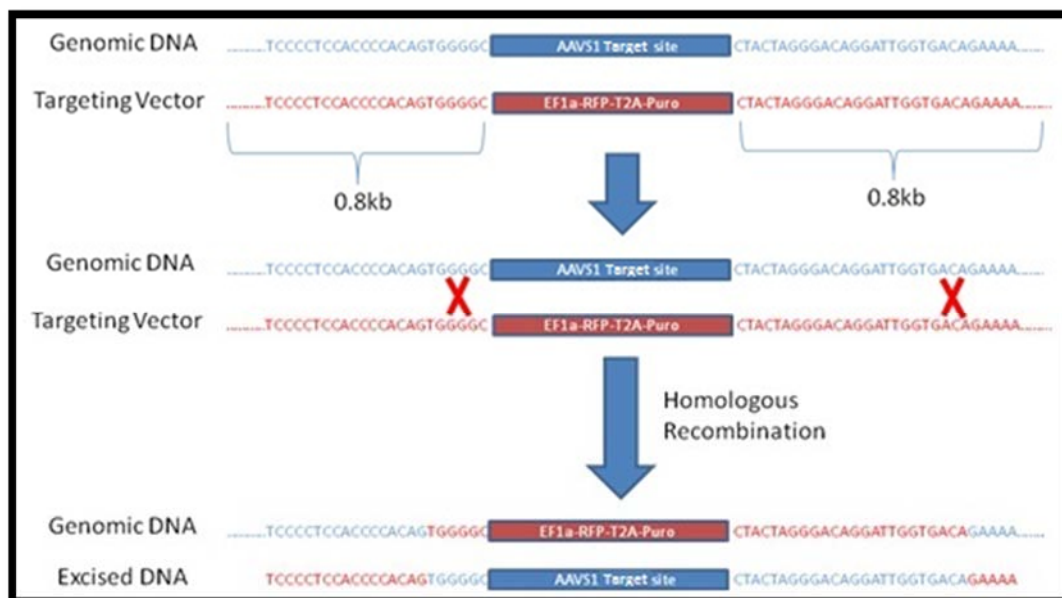 Genomic DNA ........TCCCCTCCACCCCACAGTGGGGC AAVS1 Target site CTACTAGGGACAGGATTGGTGACAGAAAA........
Targeting Vector ........TCCCCTCCACCCCACAGTGGGGC EF1a-RFP-T2A-Puro CTACTAGGGACAGGATTGGTGACAGAAAA........
0.8kb 0.8kb
Genomic DNA ........TCCCCTCCACCCCACAGTGGGGC AAVS1 Target site CTACTAGGGACAGGATTGGTGACAGAAAA........
X X
Targeting Vector ........TCCCCTCCACCCCACAGTGGGGC EF1a-RFP-T2A-Puro CTACTAGGGACAGGATTGGTGACAGAAAA........
Homologous
Recombination
Genomic DNA ........TCCCCTCCACCCCACAGTGGGGC EF1a-RFP-T2A-Puro CTACTAGGGACAGGATTGGTGACAGAAAA........
Excised DNA TCCCCTCCACCCCACAGTGGGGC AAVS1 Target site CTACTAGGGACAGGATTGGTGACAGAAAA